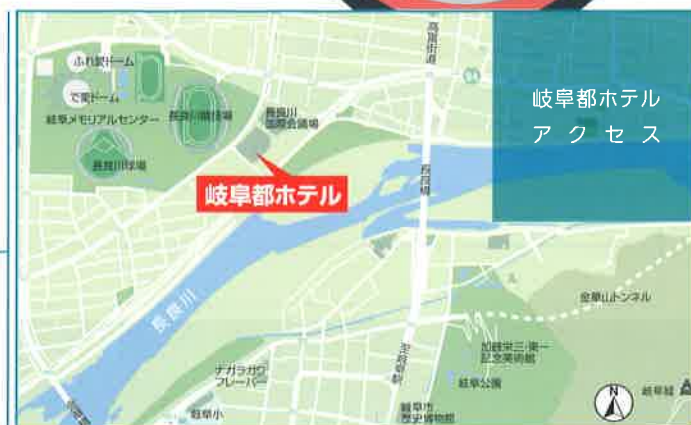 岐阜都ホテル
アクセス
高富街道
ふれ愛ドーム
で愛ドーム
岐阜メモリアルセンター
長良川競技場
長良川
国際会議場
長良川球場
岐阜都ホテル
長良橋
長良川
金華山トンネル
加藤栄三・東一
記念美術館
ナガラガワ
フレーバー
至岐阜駅
岐阜公園
岐阜城
岐阜小
岐阜市
歴史博物館
N